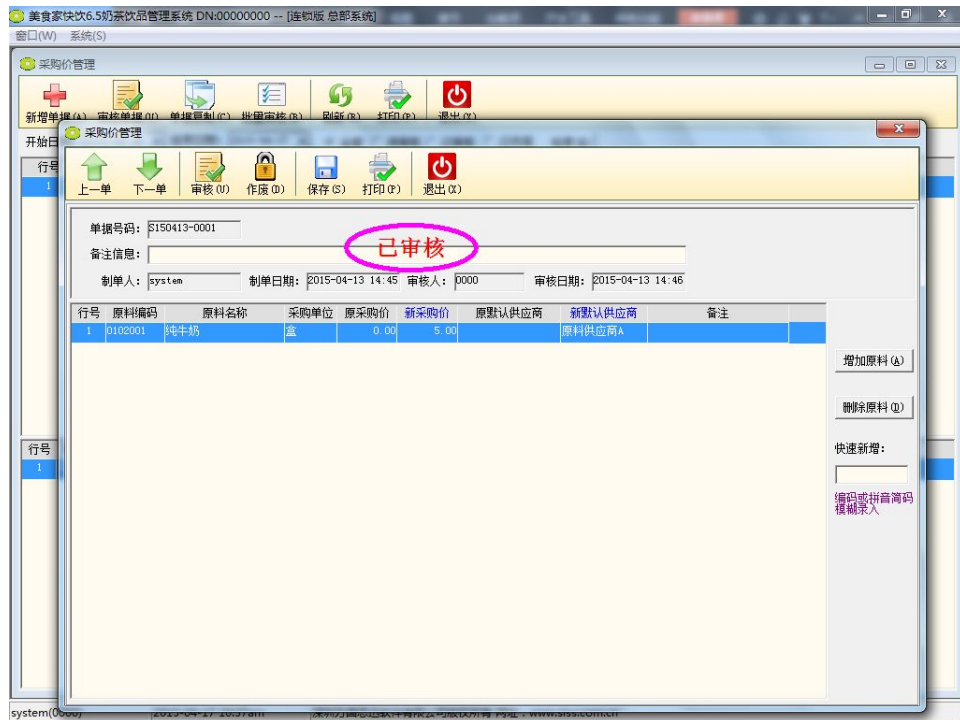 美食家快饮6.5奶茶饮品管理系统 DN:00000000 -- [连锁版 总部系统]
窗口(W) 系统(S)
采购价管理
新增单据(A) 审核单据(U) 单据复制(C) 批量审核(B) 刷新(R) 打印(P) 退出(X)
开始日
行号
1
采购价管理
上一单 下一单 审核(U) 作废(D) 保存(S) 打印(P) 退出(X)
单据号码: S150413-0001
备注信息:
已审核
制单人: system 制单日期: 2015-04-13 14:45 审核人: 0000 审核日期: 2015-04-13 14:46
行号 原料编码 原料名称 采购单位 原采购价 新采购价 原默认供应商 新默认供应商 备注
1 0102001 纯牛奶 盒 0.00 5.00 原料供应商A
增加原料(A)
删除原料(D)
快速新增:
编码或拼音简码
模糊录入
行号
1
system(0000) 2015-04-17 10:37am www.siss.com.cn